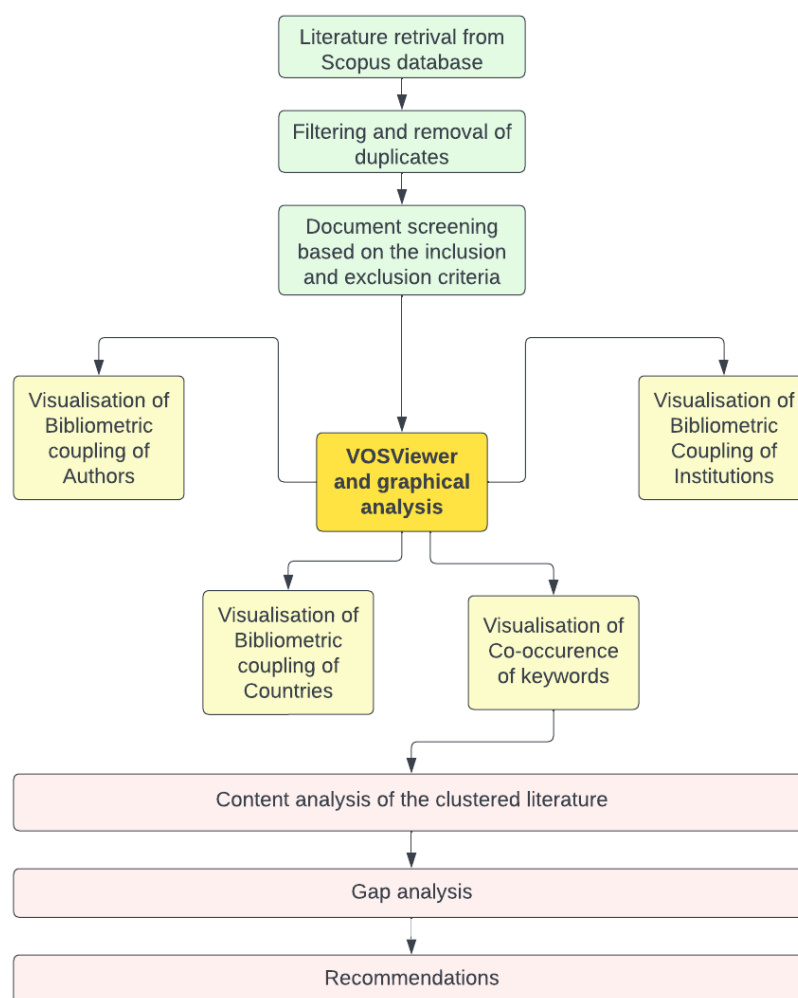 Literature retrival from
Scopus database
Filtering and removal of
duplicates
Document screening
based on the inclusion
and exclusion criteria
Visualisation of
Bibliometric
coupling of
Authors
VOSViewer
and graphical
analysis
Visualisation of
Bibliometric
Coupling of
Institutions
Visualisation of
Bibliometric
coupling of
Countries
Visualisation of
Co-occurence
of keywords
Content analysis of the clustered literature
Gap analysis
Recommendations